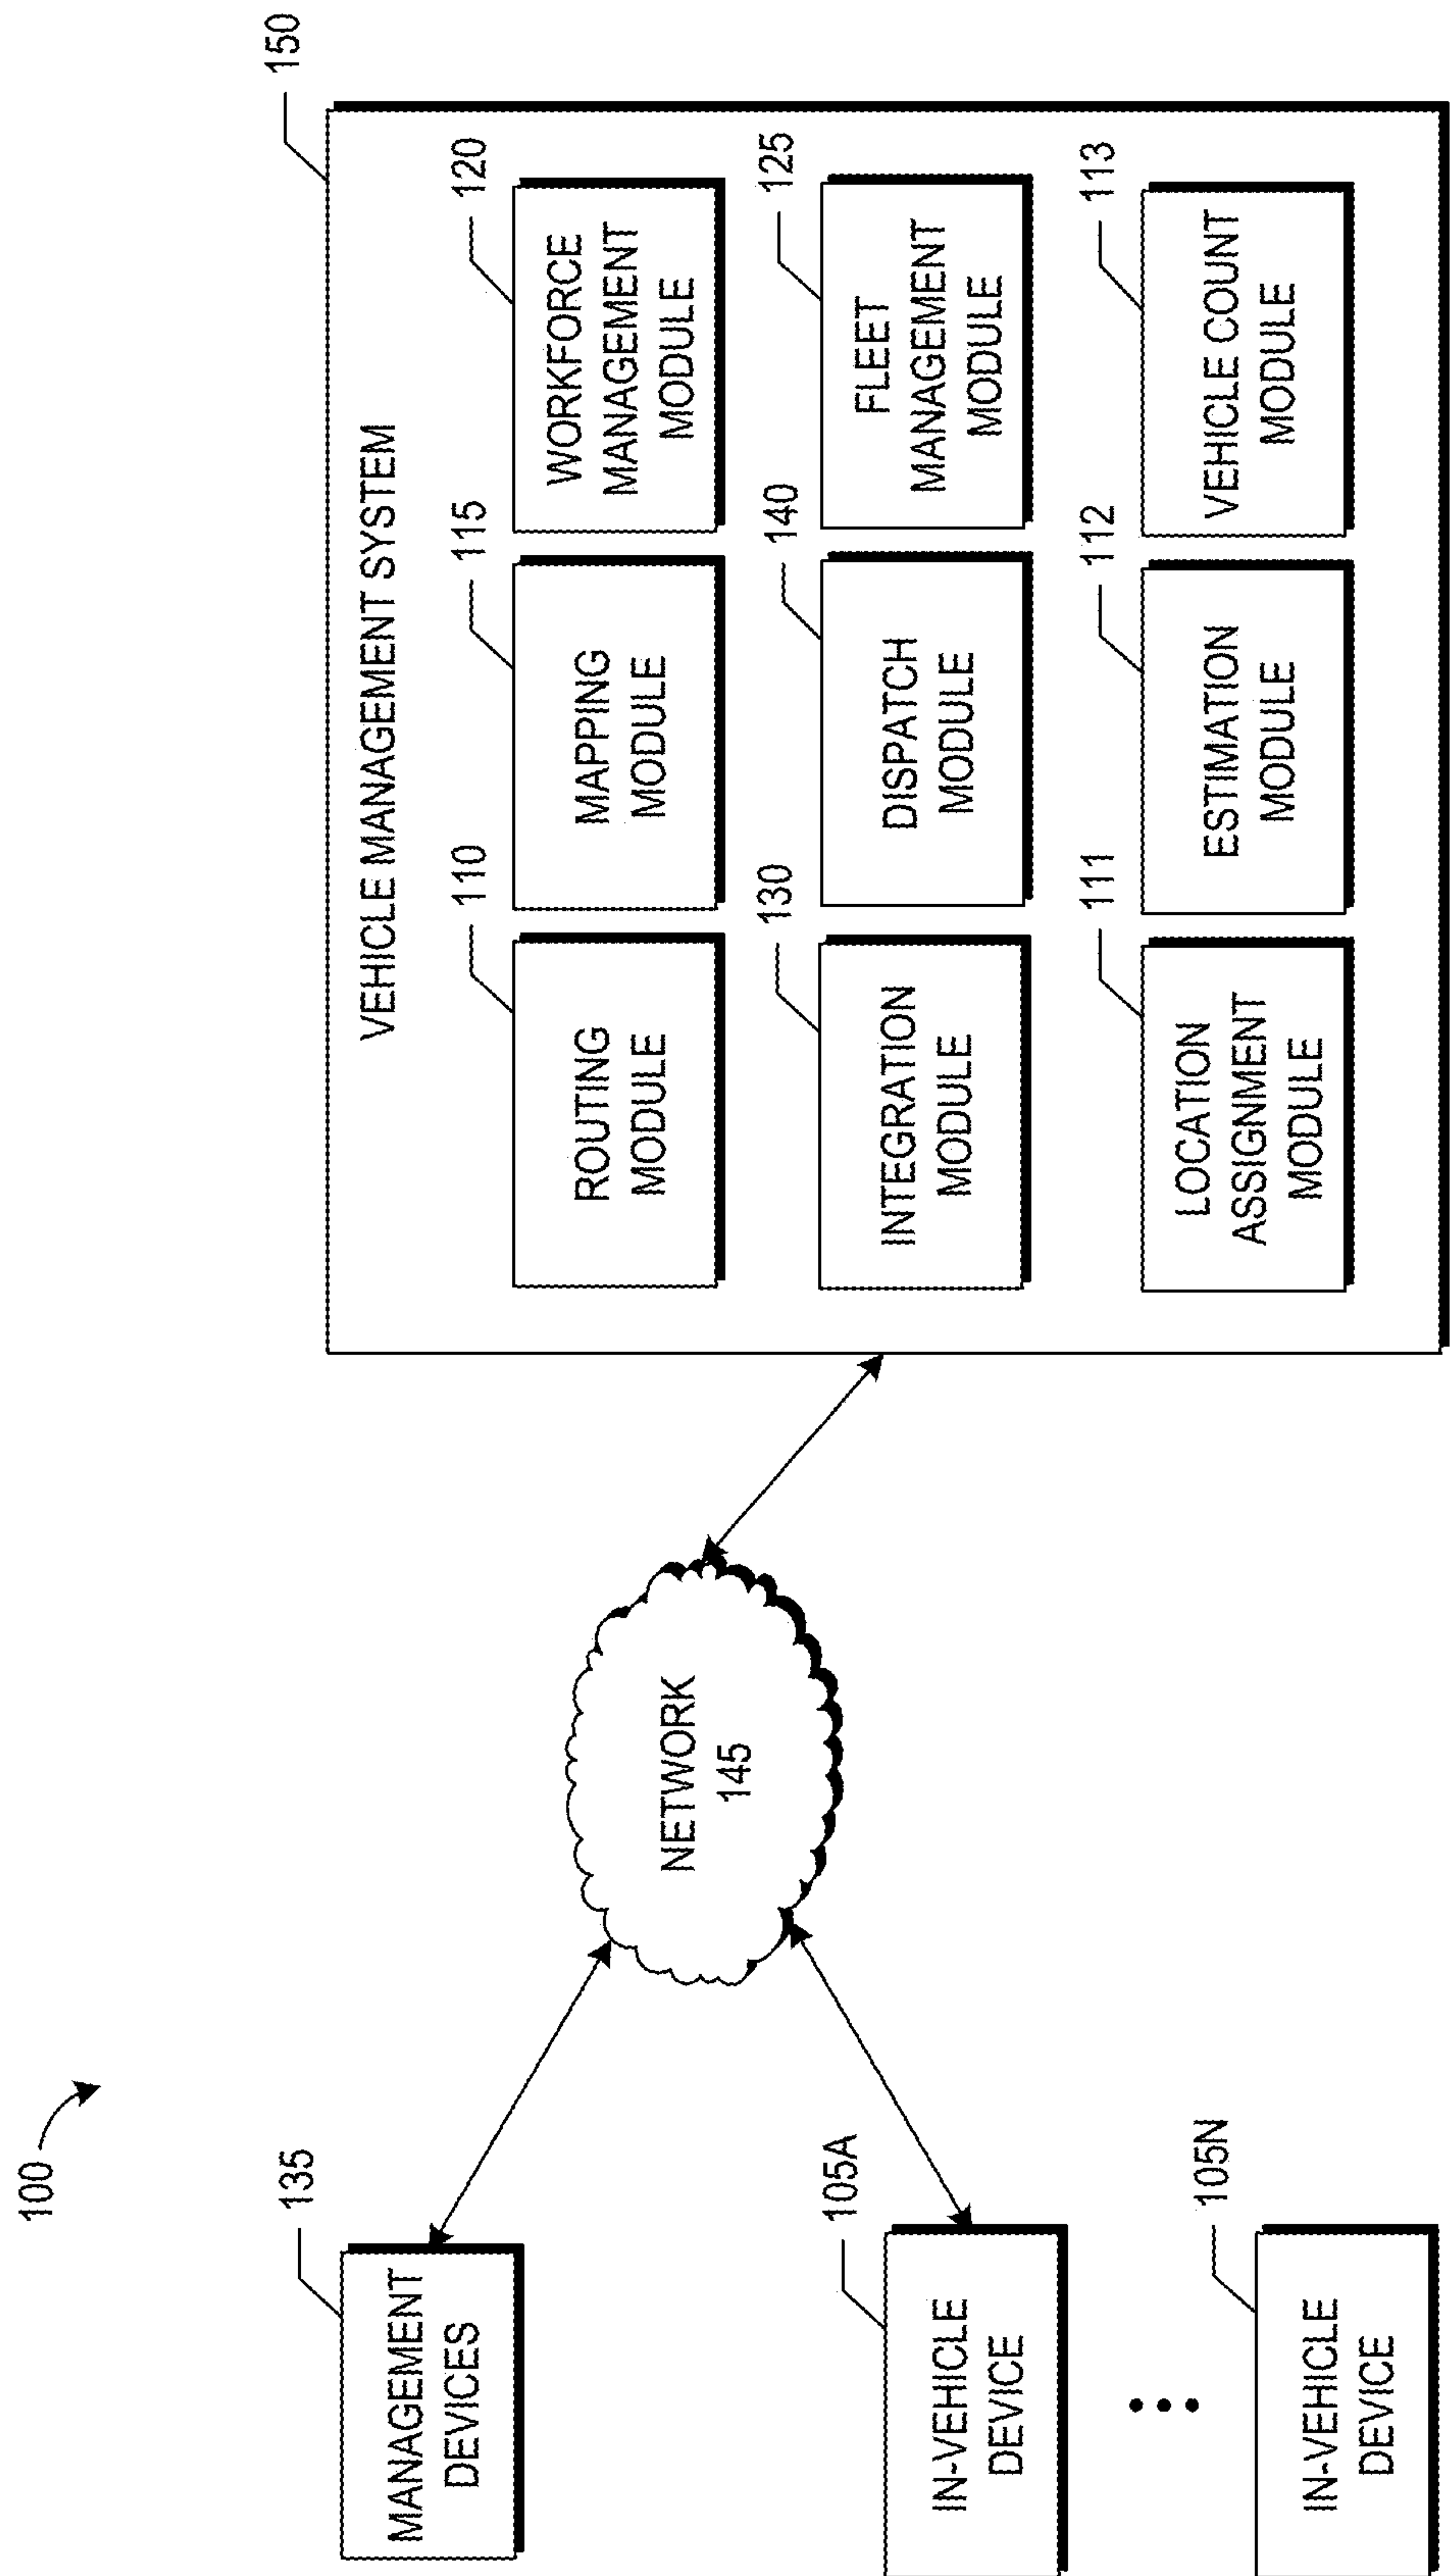 100
135
MANAGEMENT
DEVICES
105A
IN-VEHICLE
DEVICE
105N
IN-VEHICLE
DEVICE
NETWORK
145
150
VEHICLE MANAGEMENT SYSTEM
110
ROUTING
MODULE
115
MAPPING
MODULE
120
WORKFORCE
MANAGEMENT
MODULE
130
INTEGRATION
MODULE
140
DISPATCH
MODULE
125
FLEET
MANAGEMENT
MODULE
111
LOCATION
ASSIGNMENT
MODULE
112
ESTIMATION
MODULE
113
VEHICLE COUNT
MODULE